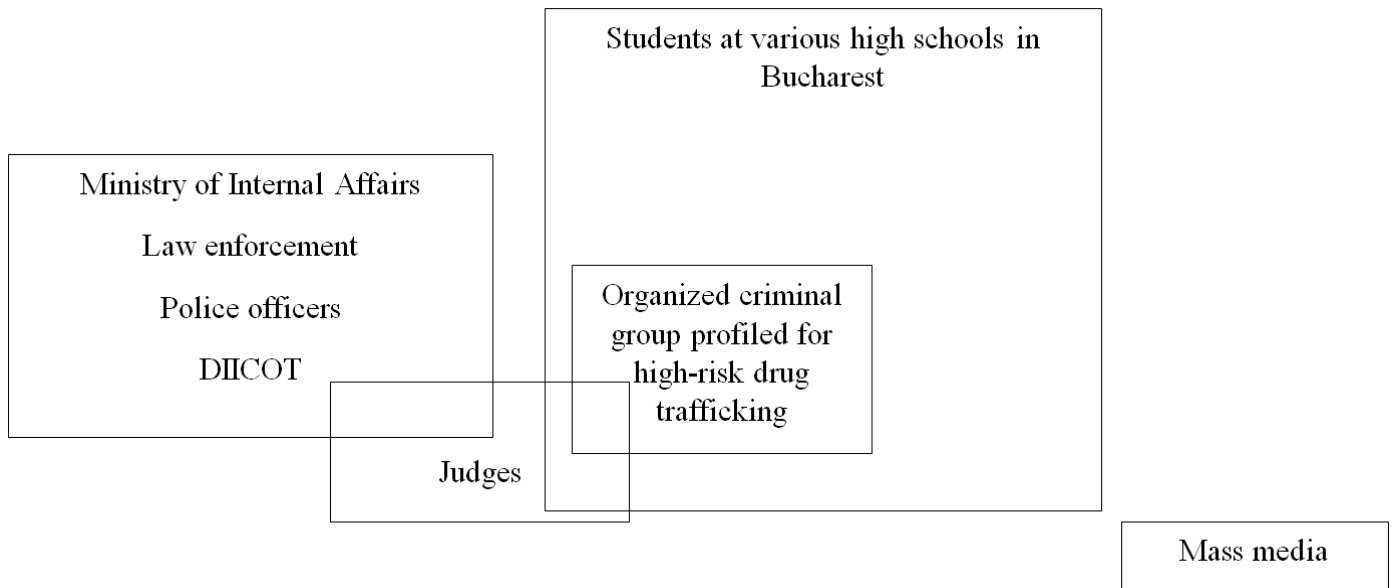 Students at various high schools in
Bucharest
Ministry of Internal Affairs
Law enforcement
Police officers
DIICOT
Organized criminal
group profiled for
high-risk drug
trafficking
Judges
Mass media